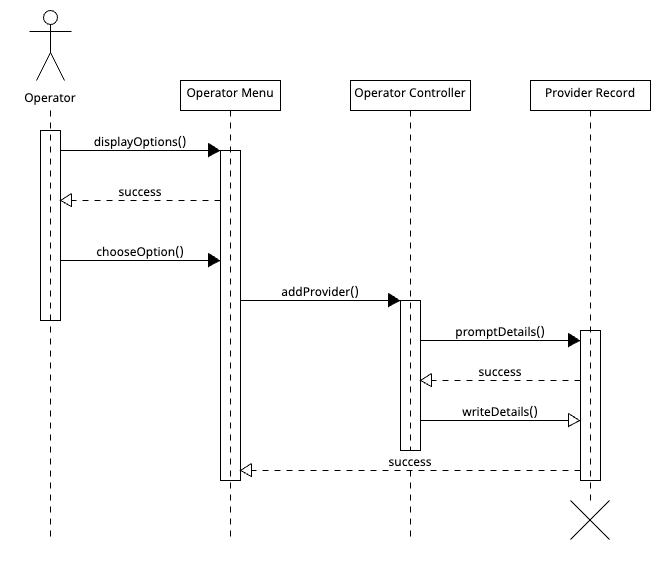 Operator
Operator Menu
Operator Controller
Provider Record
displayOptions()
success
chooseOption()
addProvider()
promptDetails()
success
writeDetails()
success